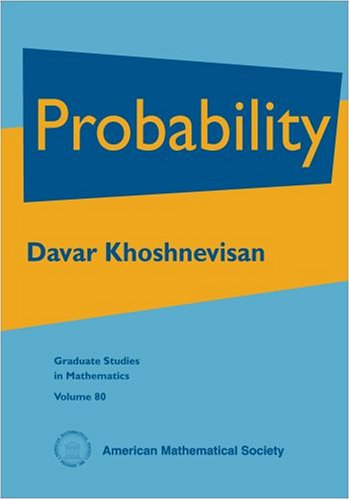 Probability
Davar Khoshnevisan
Graduate Studies
in Mathematics
Volume 80
American Mathematical Society